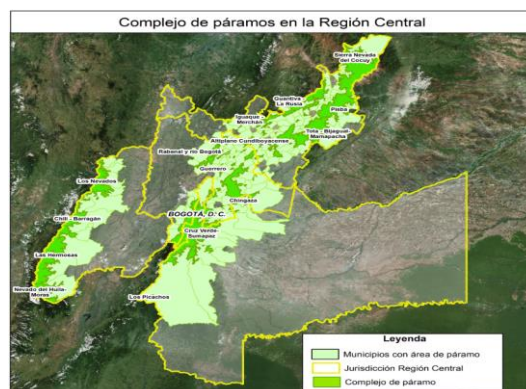 Complejo de páramos en la Región Central
Sierra Nevada
del Cocuy
Guantiva -
La Rusia
Pisba
Iguaque -
Merchán
Tota - Bijagual-
Mamapacha
Altiplano Cundiboyacense
Rabanal y río Bogotá
Guerrero
Los Nevados
Chingaza
BOGOTÁ, D. C.
Chili - Barragán
Cruz Verde-
Sumapaz
Las Hermosas
Nevado del Huila-
Moras
Los Picachos
Leyenda
Municipios con área de páramo
Jurisdicción Región Central
Complejo de páramo